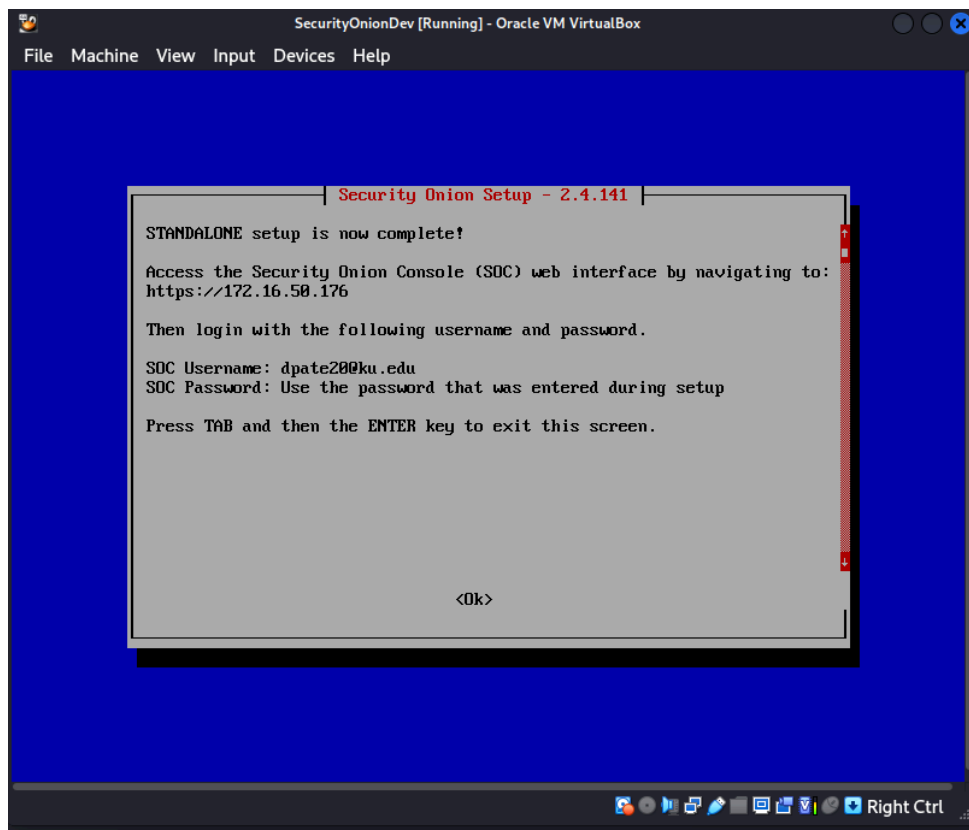 SecurityOnionDev [Running] - Oracle VM VirtualBox
File Machine View Input Devices Help
Security Onion Setup - 2.4.141
STANDALONE setup is now complete!
Access the Security Onion Console (SOC) web interface by navigating to:
https://172.16.50.176
Then login with the following username and password.
SOC Username: dpate20@ku.edu
SOC Password: Use the password that was entered during setup
Press TAB and then the ENTER key to exit this screen.
<Ok>
Right Ctrl